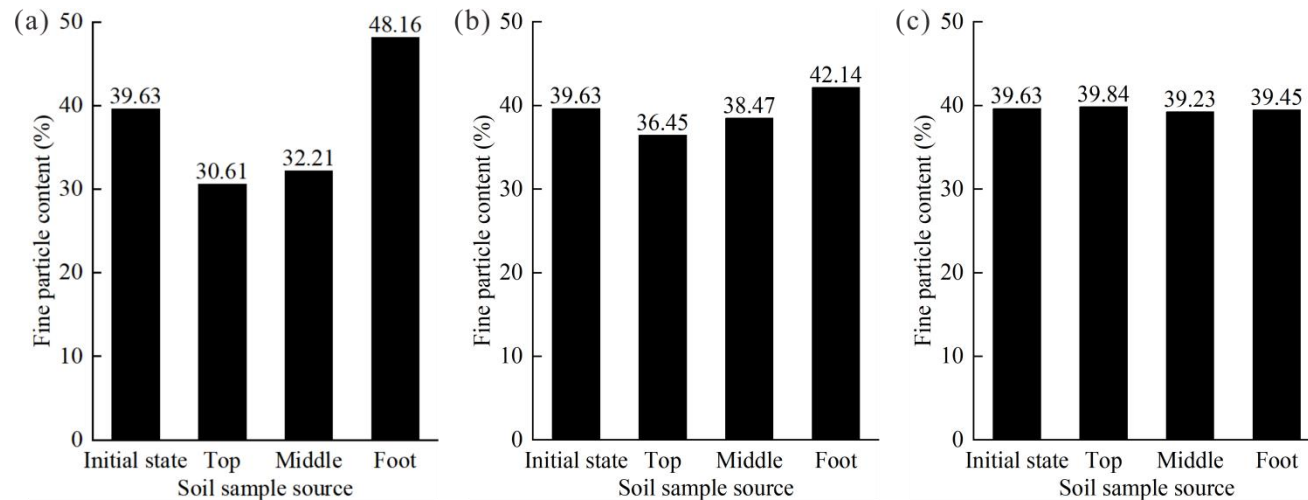 (a)
Fine particle content (%)
50
40
30
20
10
0
39.63
30.61
32.21
48.16
Initial state Top Middle Foot
Soil sample source
(b)
Fine particle content (%)
50
40
30
20
10
0
39.63
36.45
38.47
42.14
Initial state Top Middle Foot
Soil sample source
(c)
Fine particle content (%)
50
40
30
20
10
0
39.63
39.84
39.23
39.45
Initial state Top Middle Foot
Soil sample source